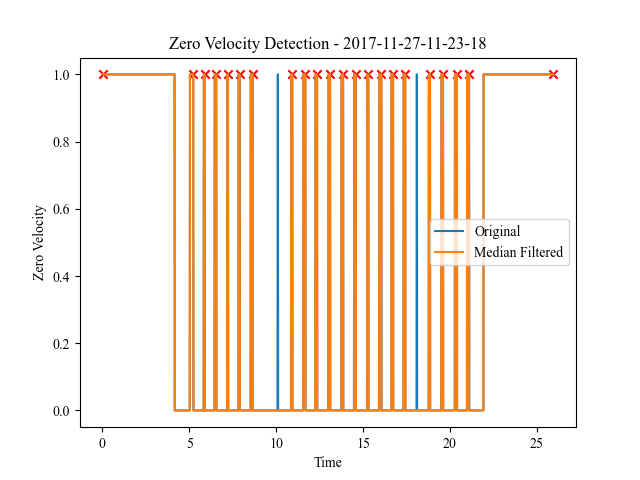 Zero Velocity Detection - 2017-11-27-11-23-18
1.0
0.8
0.6
0.4
0.2
0.0
Zero Velocity
Original
Median Filtered
0
5
10
15
20
25
Time